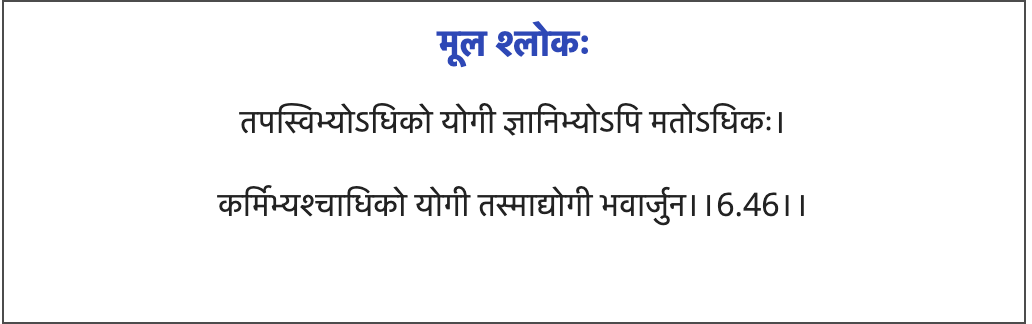 मूल श्लोकः
तपस्विभ्योऽधिको योगी ज्ञानिभ्योऽपि मतोऽधिकः।
कर्मिभ्यश्चाधिको योगी तस्माद्योगी भवार्जुन।।6.46।।